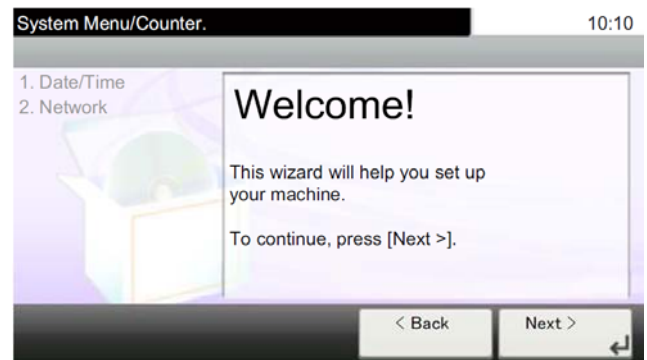 System Menu/Counter.
10:10
1. Date/Time
2. Network
Welcome!
This wizard will help you set up
your machine.
To continue, press [Next >].
< Back
Next >